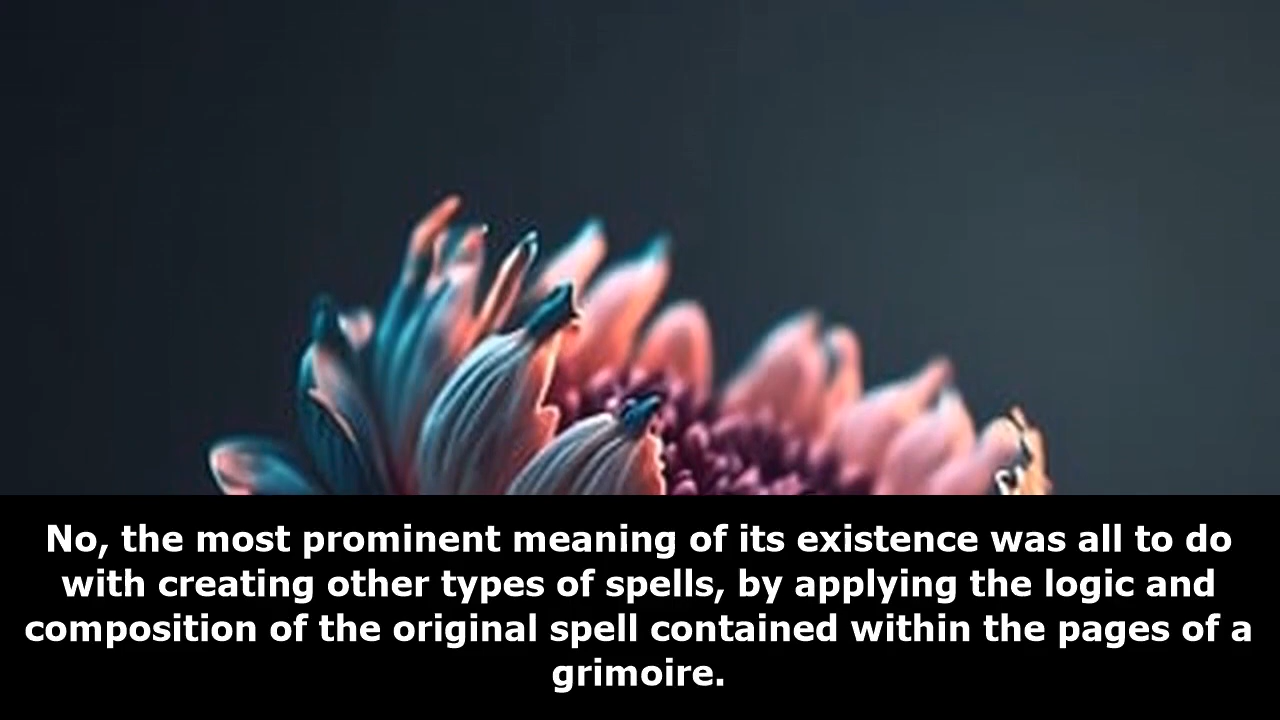 No, the most prominent meaning of its existence was all to do
with creating other types of spells, by applying the logic and
composition of the original spell contained within the pages of a
grimoire.